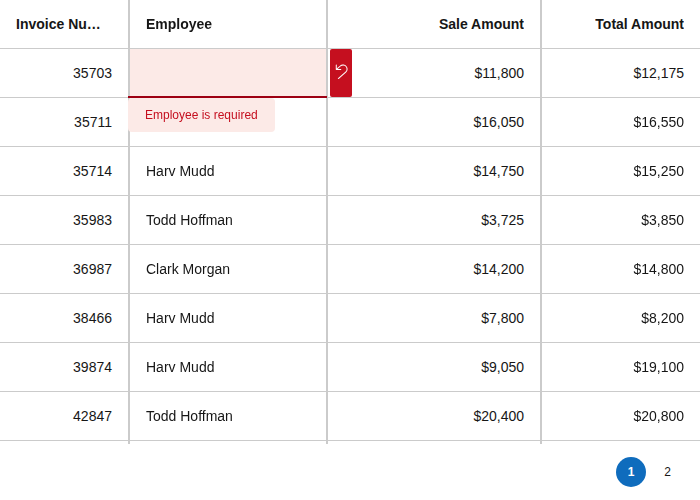 Invoice Nu… Employee Sale Amount Total Amount
35703 $11,800 $12,175
Employee is required
35711 $16,050 $16,550
35714 Harv Mudd $14,750 $15,250
35983 Todd Hoffman $3,725 $3,850
36987 Clark Morgan $14,200 $14,800
38466 Harv Mudd $7,800 $8,200
39874 Harv Mudd $9,050 $19,100
42847 Todd Hoffman $20,400 $20,800
1 2